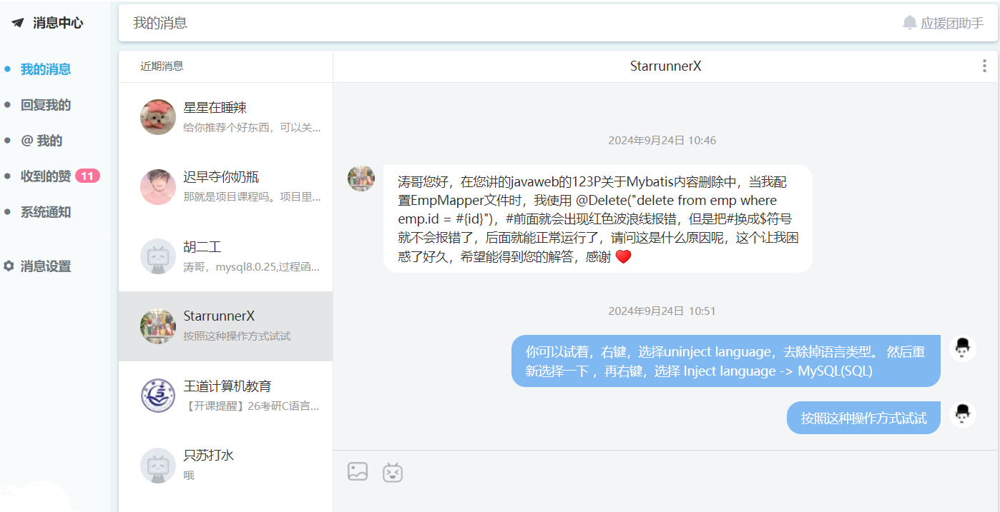 消息中心
我的消息
回复我的
@ 我的
收到的赞 11
系统通知
消息设置
我的消息
应援团助手
近期消息
星星在睡辣
给你推荐个好东西，可以关...
迟早夺你奶瓶
那就是项目课程吗。项目里...
胡二工
涛哥，mysql8.0.25,过程函...
StarrunnerX
按照这种操作方式试试
王道计算机教育
【开课提醒】26考研C语言...
只苏打水
哦
StarrunnerX
2024年9月24日 10:46
涛哥您好，在您讲的javaweb的123P关于Mybatis内容删除中，当我配
置EmpMapper文件时，我使用 @Delete("delete from emp where
emp.id = #{id}")，#前面就会出现红色波浪线报错，但是把#换成$符号
就不会报错了，后面就能正常运行了，请问这是什么原因呢，这个让我困
惑了好久，希望能得到您的解答，感谢 ❤️
2024年9月24日 10:51
你可以试着，右键，选择uninject language，去除掉语言类型。 然后重
新选择一下 ，再右键，选择 Inject language -> MySQL(SQL)
按照这种操作方式试试